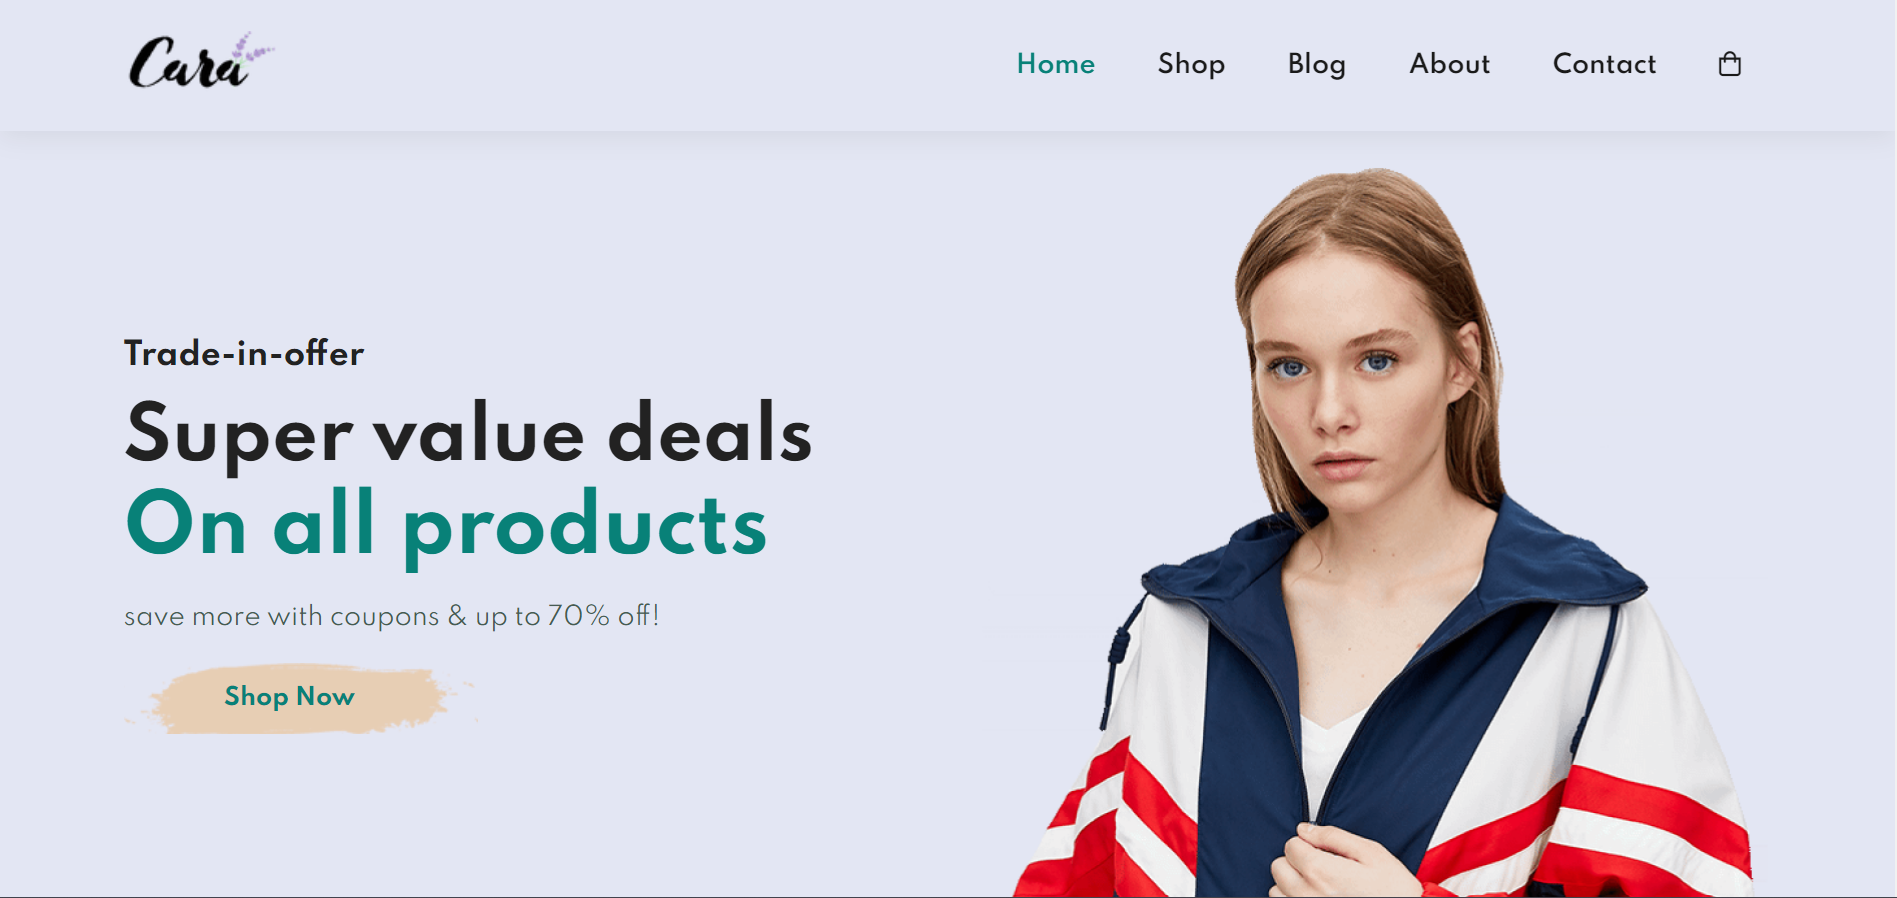 Cara
Home Shop Blog About Contact
Trade-in-offer
Super value deals
On all products
save more with coupons & up to 70% off!
Shop Now